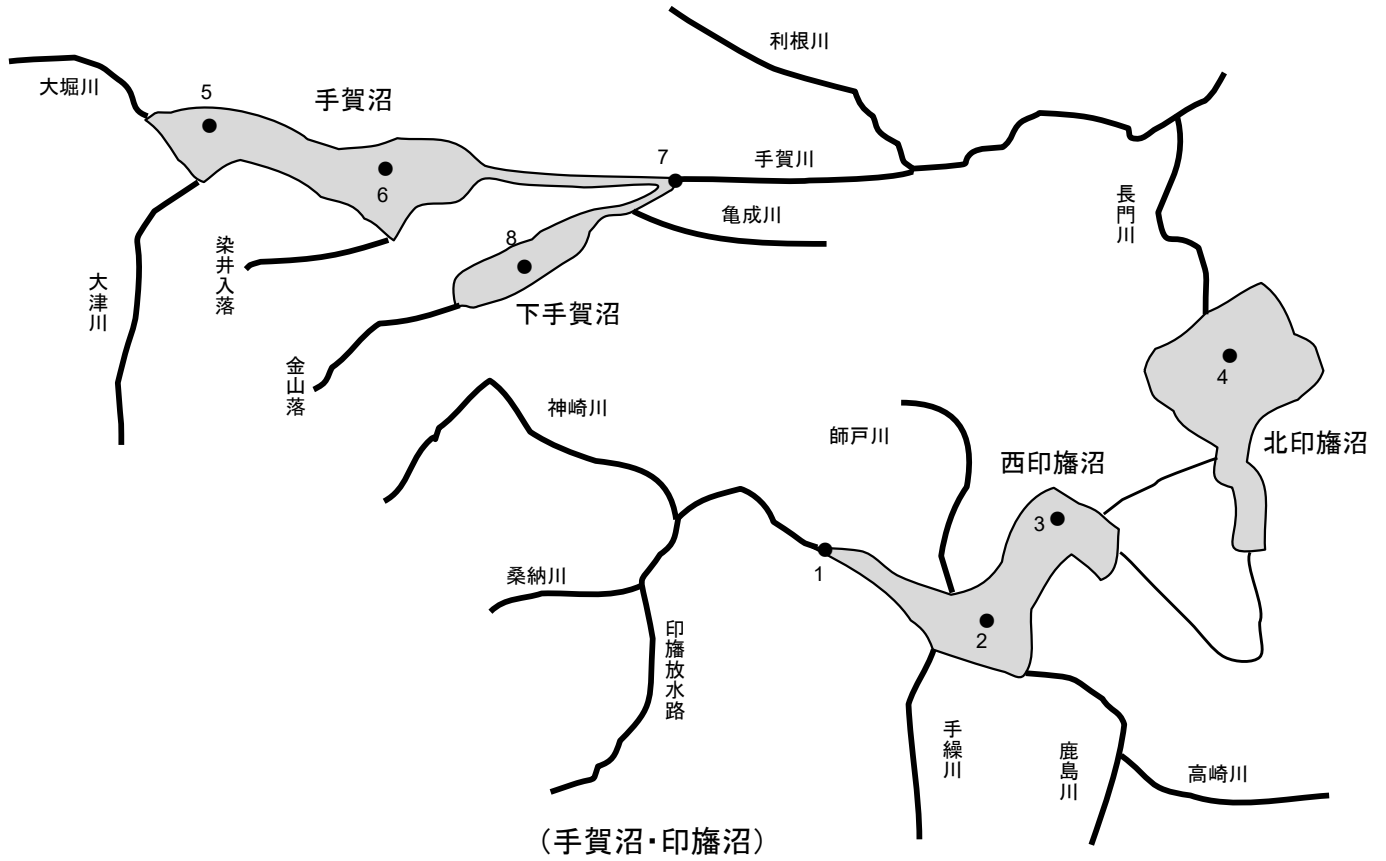 利根川
大堀川
5
手賀沼
7
手賀川
6
長門川
亀成川
8
染井入落
大津川
下手賀沼
金山落
4
神崎川
師戸川
西印旛沼
北印旛沼
3
1
桑納川
2
印旛放水路
手繰川
鹿島川
高崎川
(手賀沼・印旛沼)